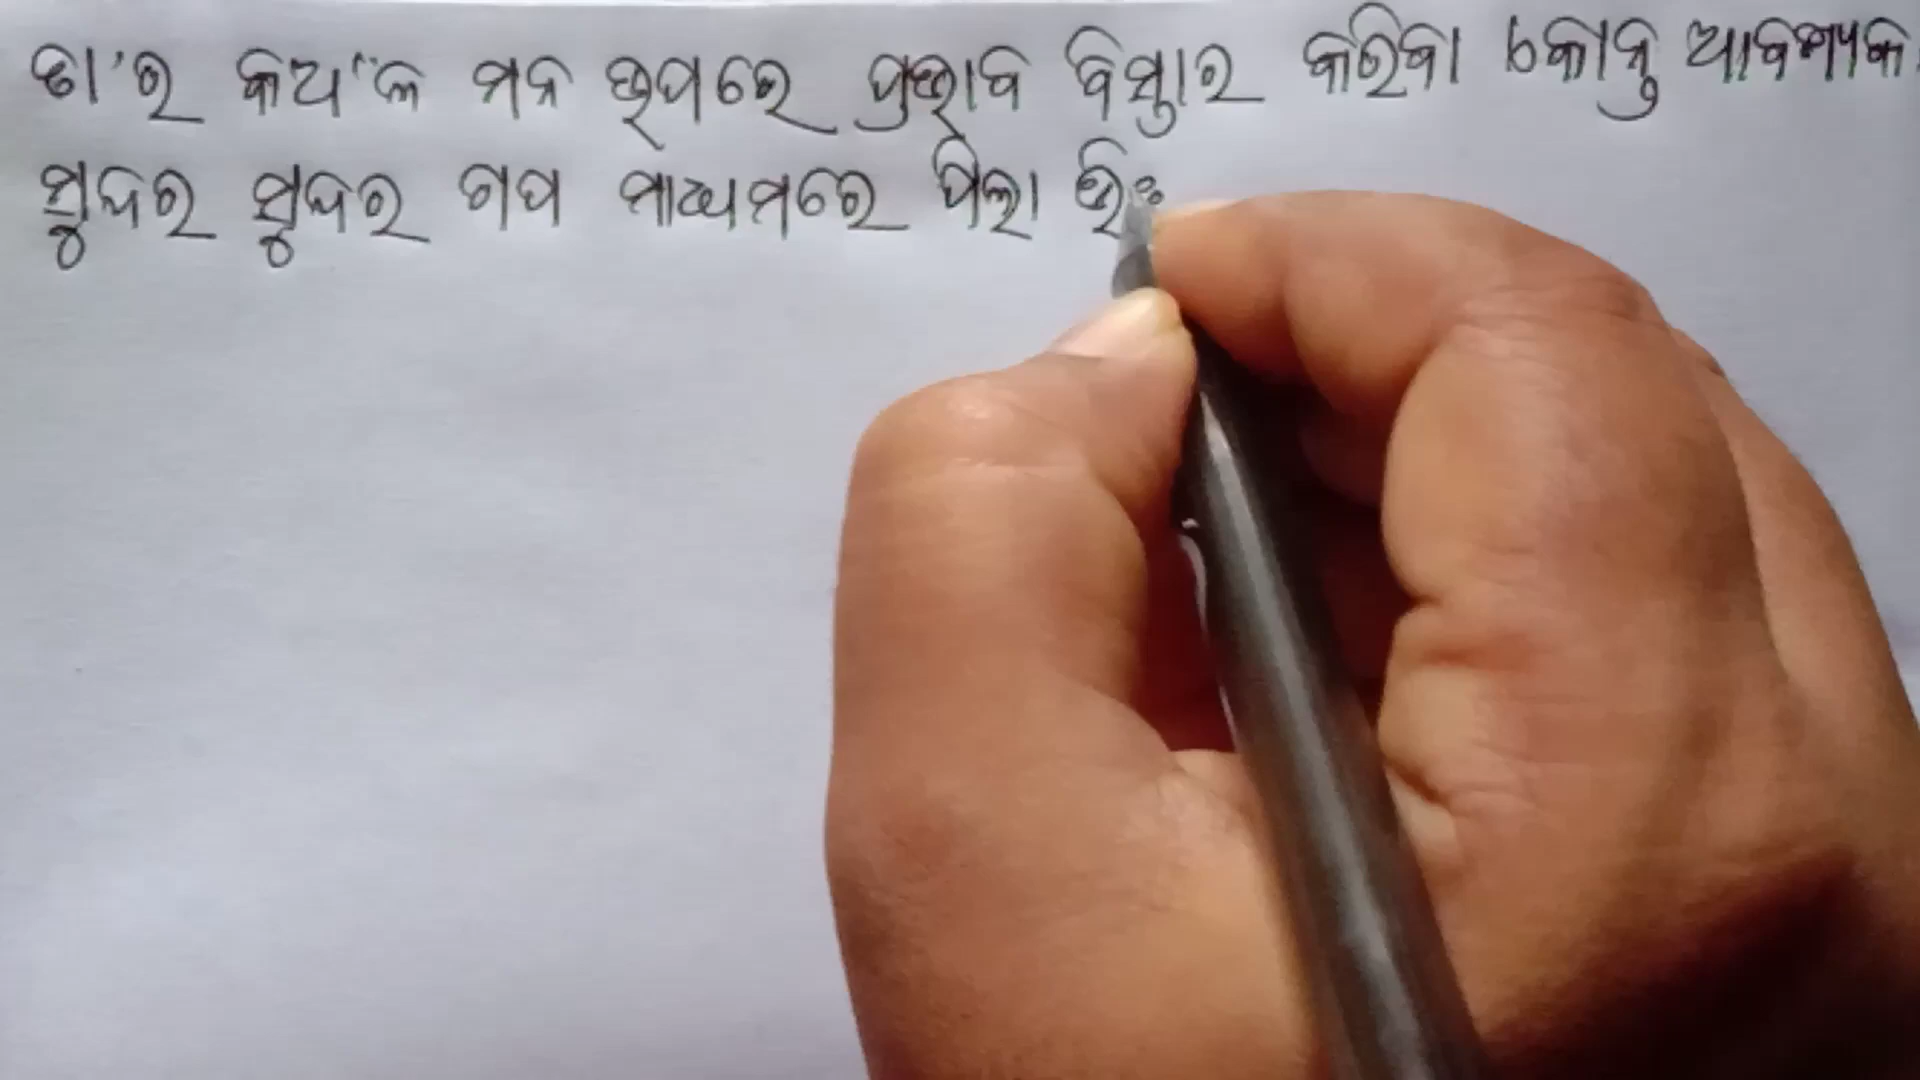 ତା'ର କଅଁଳ ମନ ଉପରେ ପ୍ରଭାବ ବିସ୍ତାର କରିବା କୋନ୍ତୁ ଆବଶ୍ୟକ
ସୁନ୍ଦର ସୁନ୍ଦର ଗପ ମାଧ୍ୟମରେ ପିଲା